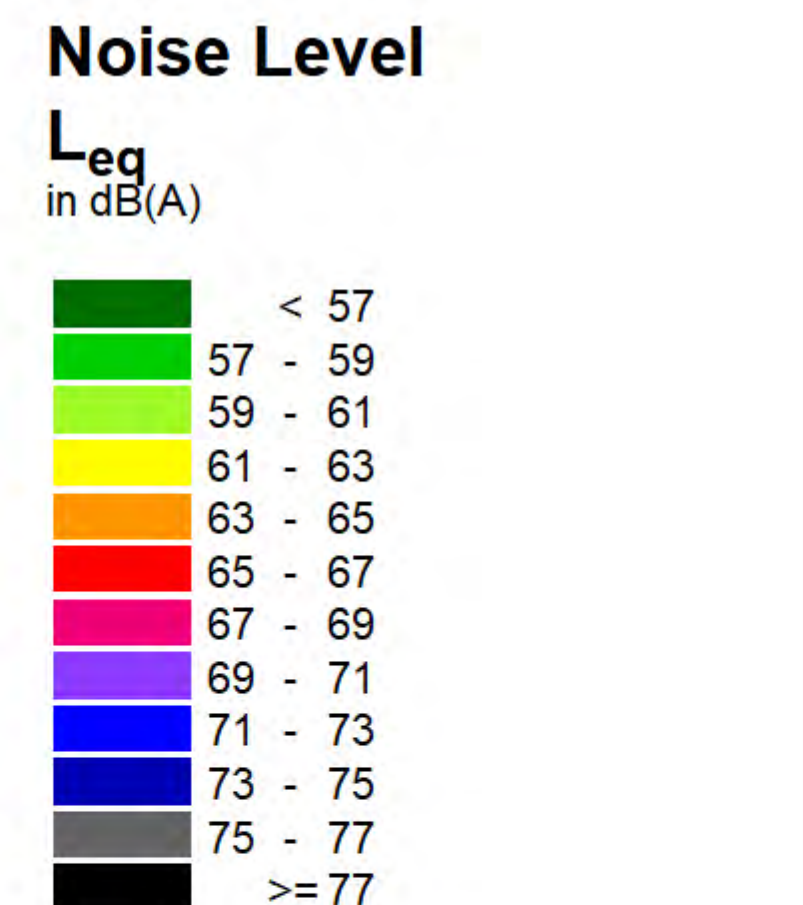 Noise Level
Leq
in dB(A)
< 57
57 - 59
59 - 61
61 - 63
63 - 65
65 - 67
67 - 69
69 - 71
71 - 73
73 - 75
75 - 77
>= 77